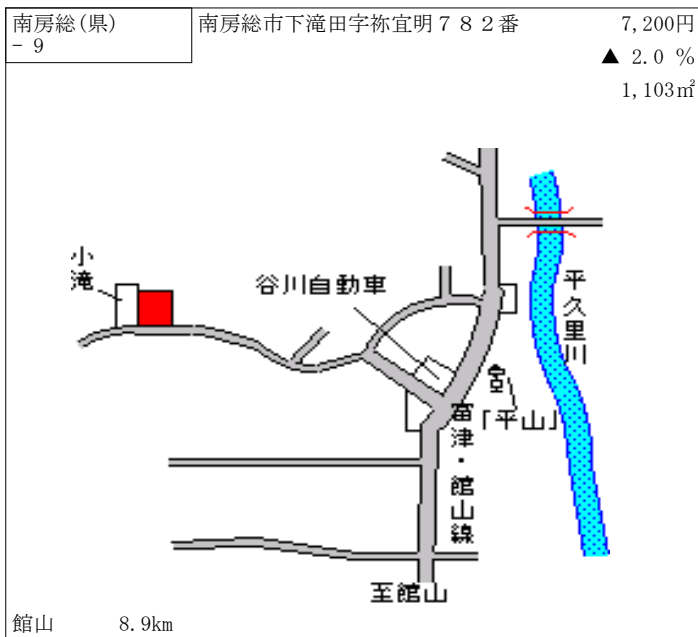 南房総(県)
- 9
南房総市下滝田字祢宜明７８２番
7,200円
▲ 2.0 %
1,103㎡
小滝
谷川自動車
平久里川
「平山」
富津・館山線
至館山
館山 8.9km